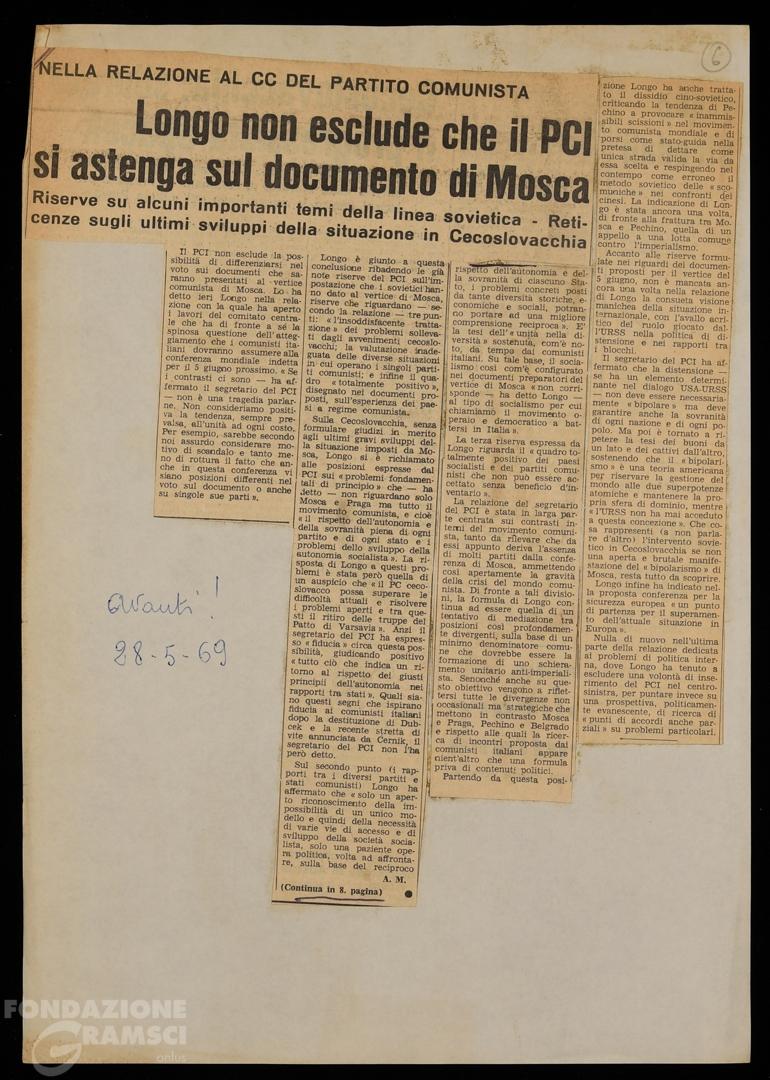 6
NELLA RELAZIONE AL CC DEL PARTITO COMUNISTA
Longo non esclude che il PCI
si astenga sul documento di Mosca
Riserve su alcuni importanti temi della linea sovietica - Reti-
cenze sugli ultimi sviluppi della situazione in Cecoslovacchia
Il PCI non esclude la pos-
sibilità di differenziarsi nel
voto sui documenti che sa-
ranno presentati al vertice
comunista di Mosca. Lo ha
detto ieri Longo nella rela-
zione con la quale ha aperto
i lavori del comitato centra-
le che ha di fronte a sé la
spinosa questione dell'atteg-
giamento che i comunisti ita-
liani dovranno assumere alla
conferenza mondiale indetta
per il 5 giugno prossimo. « Se
i contrasti ci sono — ha af-
fermato il segretario del PCI
— non è una tragedia parlar-
ne. Non consideriamo positi-
va la tendenza, sempre pre-
valsa, all'unità ad ogni costo.
Per esempio, sarebbe secondo
noi assurdo considerare mo-
tivo di scandalo e tanto me-
no di rottura il fatto che an-
che in questa conferenza vi
siano posizioni differenti nel
voto sul documento o anche
su singole sue parti ».
Longo è giunto a questa
conclusione ribadendo le già
note riserve del PCI sull'im-
postazione che i sovietici han-
no dato al vertice di Mosca,
riserve che riguardano — se-
condo la relazione — tre pun-
ti: « l'insoddisfacente tratta-
zione » dei problemi solleva-
ti dagli avvenimenti cecoslo-
vacchi; la valutazione inade-
guata delle diverse situazioni
in cui operano i singoli parti-
ti comunisti; e infine il qua-
dro « totalmente positivo »,
disegnato nei documenti pro-
posti, sull'esperienza dei pae-
si a regime comunista.
Sulla Cecoslovacchia, senza
formulare giudizi in merito
agli ultimi gravi sviluppi del-
la situazione imposti da Mo-
sca, Longo si è richiamato
alle posizioni espresse dal
PCI sui « problemi fondamen-
tali di principio » che — ha
detto — non riguardano solo
Mosca e Praga ma tutto il
movimento comunista, e cioè
« il rispetto dell'autonomia e
della sovranità piena di ogni
partito e di ogni stato e i
problemi dello sviluppo della
autonomia socialista ». La ri-
sposta di Longo a questi pro-
blemi è stata però quella di
un auspicio che « il PC ceco-
slovacco possa superare le
difficoltà attuali e risolvere
i problemi aperti e tra que-
sti il ritiro delle truppe del
Patto di Varsavia ». Anzi il
segretario del PCI ha espres-
so « fiducia » circa questa pos-
sibilità, giudicando positivo
« tutto ciò che indica un ri-
torno al rispetto dei giusti
principii dell'autonomia nei
rapporti tra stati ». Quali sia-
no questi segni che ispirano
fiducia ai comunisti italiani
dopo la destituzione di Dub-
cek e la recente stretta di
vite annunciata da Cernik, il
segretario del PCI non l'ha
però detto.
Sul secondo punto (i rap-
porti tra i diversi partiti e
stati comunisti) Longo ha
affermato che « solo un aper-
to riconoscimento della im-
possibilità di un unico mo-
dello e quindi della necessità
di varie vie di accesso e di
sviluppo della società socia-
lista, solo una paziente ope-
ra politica, volta ad affronta-
re, sulla base del reciproco
A. M.
(Continua in 8. pagina)
rispetto dell'autonomia e del-
la sovranità di ciascuno Sta-
to, i problemi concreti posti
da tante diversità storiche, e-
conomiche e sociali, potran-
no portare ad una migliore
comprensione reciproca ». E'
la tesi dell'« unità nella di-
versità » sostenuta, com'è no-
to, da tempo dai comunisti
italiani. Su tale base, il socia-
lismo così com'è configurato
nei documenti preparatori del
vertice di Mosca « non corri-
sponde — ha detto Longo —
al tipo di socialismo per cui
chiamiamo il movimento o-
peraio e democratico a bat-
tersi in Italia ».
La terza riserva espressa da
Longo riguarda il « quadro to-
talmente positivo dei paesi
socialisti e dei partiti comu-
nisti che non può essere ac-
cettato senza beneficio d'in-
ventario ».
La relazione del segretario
del PCI è stata in larga par-
te centrata sui contrasti in-
terni del movimento comuni-
sta, tanto da rilevare che da
essi appunto deriva l'assenza
di molti partiti dalla confe-
renza di Mosca, ammettendo
così apertamente la gravità
della crisi del mondo comu-
nista. Di fronte a tali divisio-
ni, la formula di Longo con-
tinua ad essere quella di un
tentativo di mediazione tra
posizioni così profondamen-
te divergenti, sulla base di un
minimo denominatore comu-
ne che dovrebbe essere la
formazione di uno schiera-
mento unitario anti-imperiali-
sta. Senonché anche su que-
sto obiettivo vengono a riflet-
tersi tutte le divergenze non
occasionali ma strategiche che
mettono in contrasto Mosca
e Praga, Pechino e Belgrado
e rispetto alle quali la ricer-
ca di incontri proposta dai
comunisti italiani appare
nient'altro che una formula
priva di contenuti politici.
Partendo da questa posi-
zione Longo ha anche tratta-
to il dissidio cino-sovietico,
criticando la tendenza di Pe-
chino a provocare « inammis-
sibili scissioni » nel movimen-
to comunista mondiale e di
porsi come stato-guida nella
pretesa di dettare come
unica strada valida la via da
essa scelta e respingendo nel
contempo come erroneo il
metodo sovietico delle « sco-
muniche » nei confronti dei
cinesi. La indicazione di Lon-
go è stata ancora una volta,
di fronte alla frattura tra Mo-
sca e Pechino, quella di un
appello a una lotta comune
contro l'imperialismo.
Accanto alle riserve formu-
late nei riguardi dei documen-
ti proposti per il vertice del
5 giugno, non è mancata an-
cora una volta nella relazione
di Longo la consueta visione
manichea della situazione in-
ternazionale, con l'avallo acri-
tico del ruolo giocato dal-
l'URSS nella politica di di-
stensione e nei rapporti tra
i blocchi.
Il segretario del PCI ha af-
fermato che la distensione —
se ha un elemento determi-
nante nel dialogo USA-URSS
— non deve essere necessaria-
mente « bipolare » ma deve
garantire anche la sovranità
di ogni nazione e di ogni po-
polo. Ma poi è tornato a ri-
petere la tesi dei buoni da
un lato e dei cattivi dall'altro,
sostenendo che il « bipolari-
smo » è una teoria americana
per riservare la gestione del
mondo alle due superpotenze
atomiche e mantenere la pro-
pria sfera di dominio, mentre
« l'URSS non ha mai acceduto
a questa concezione ». Che co-
sa rappresenti (a non parla-
re d'altro) l'intervento sovie-
tico in Cecoslovacchia se non
una aperta e brutale manife-
stazione del « bipolarismo » di
Mosca, resta tutto da scoprire.
Longo infine ha indicato nel-
la proposta conferenza per la
sicurezza europea « un punto
di partenza per il superamen-
to dell'attuale situazione in
Europa ».
Nulla di nuovo nell'ultima
parte della relazione dedicata
ai problemi di politica inter-
na, dove Longo ha tenuto a
escludere una volontà di inse-
rimento del PCI nel centro-
sinistra, per puntare invece su
una prospettiva, politicamen-
te evanescente, di ricerca di
« punti di accordi anche par-
ziali » su problemi particolari.
Avanti!
28-5-69
FONDAZIONE
GRAMSCI
onlus